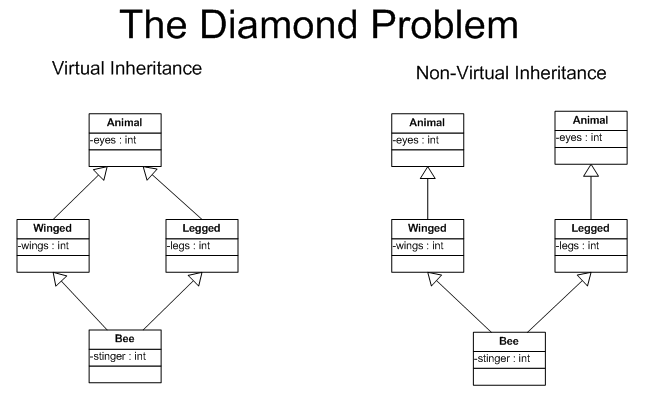 The Diamond Problem
Virtual Inheritance
Non-Virtual Inheritance
Animal
-eyes : int
Winged
-wings : int
Legged
-legs : int
Bee
-stinger : int
Animal
-eyes : int
Animal
-eyes : int
Winged
-wings : int
Legged
-legs : int
Bee
-stinger : int